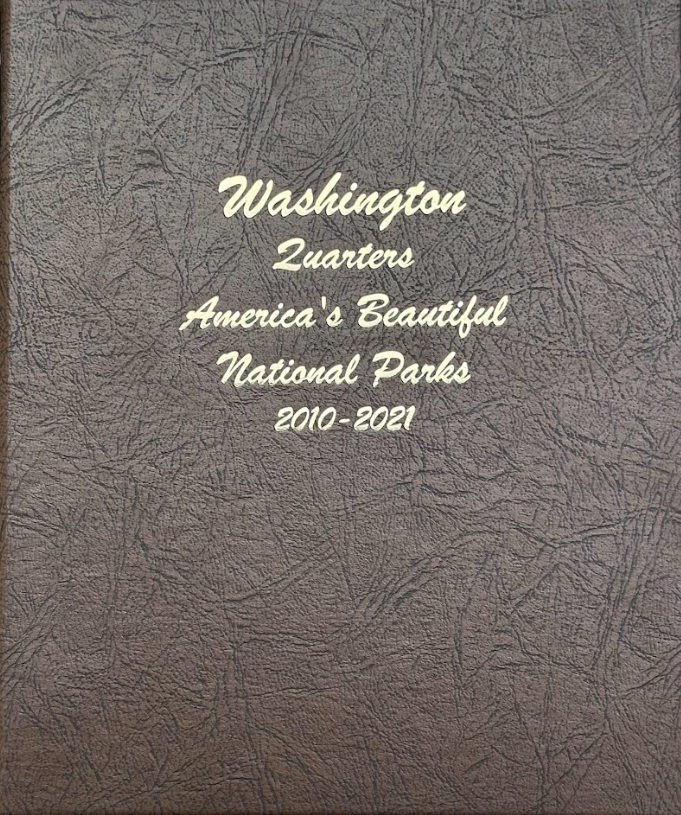 Washington
Quarters
America's Beautiful
National Parks
2010-2021